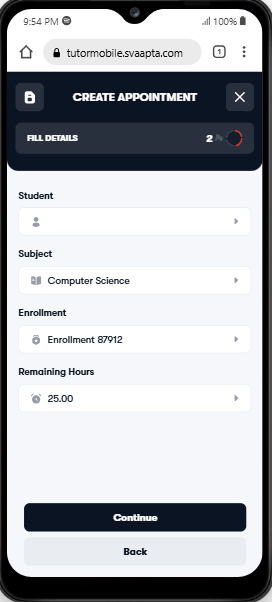 9:54 PM
100%
tutormobile.svaapta.com
1
CREATE APPOINTMENT
FILL DETAILS
2
Student
Subject
Computer Science
Enrollment
Enrollment 87912
Remaining Hours
25.00
Continue
Back